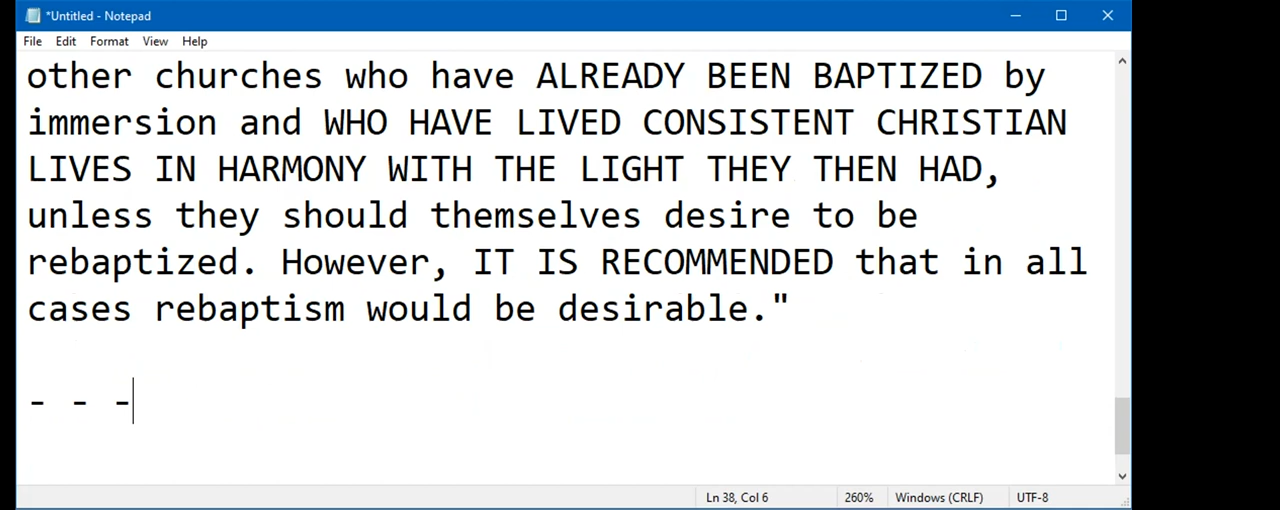 *Untitled - Notepad
File Edit Format View Help
other churches who have ALREADY BEEN BAPTIZED by
immersion and WHO HAVE LIVED CONSISTENT CHRISTIAN
LIVES IN HARMONY WITH THE LIGHT THEY THEN HAD,
unless they should themselves desire to be
rebaptized. However, IT IS RECOMMENDED that in all
cases rebaptism would be desirable."
- - -
Ln 38, Col 6 260% Windows (CRLF) UTF-8